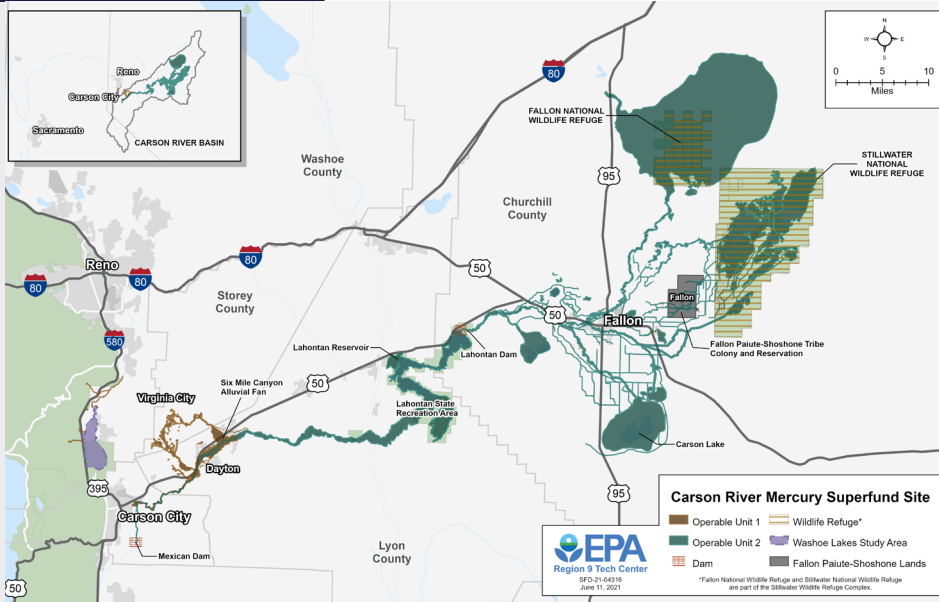 Reno
Carson City
Sacramento
CARSON RIVER BASIN
N
W
E
S
0
5
10
Miles
80
FALLON NATIONAL
WILDLIFE REFUGE
STILLWATER
NATIONAL
WILDLIFE REFUGE
Washoe
County
95
Churchill
County
Reno
80
80
80
50
Storey
County
Fallon
50
Fallon
580
Lahontan Reservoir
Lahontan Dam
Fallon Paiute-Shoshone Tribe
Colony and Reservation
50
Six Mile Canyon
Alluvial Fan
Virginia City
Lahontan State
Recreation Area
Carson Lake
Dayton
395
95
Carson City
Mexican Dam
Lyon
County
50
Carson River Mercury Superfund Site
Operable Unit 1
Wildlife Refuge*
Operable Unit 2
Washoe Lakes Study Area
Dam
Fallon Paiute-Shoshone Lands
*Fallon National Wildlife Refuge and Stillwater National Wildlife Refuge
are part of the Stillwater Wildlife Refuge Complex.
EPA
Region 9 Tech Center
SFD-21-04316
June 11, 2021